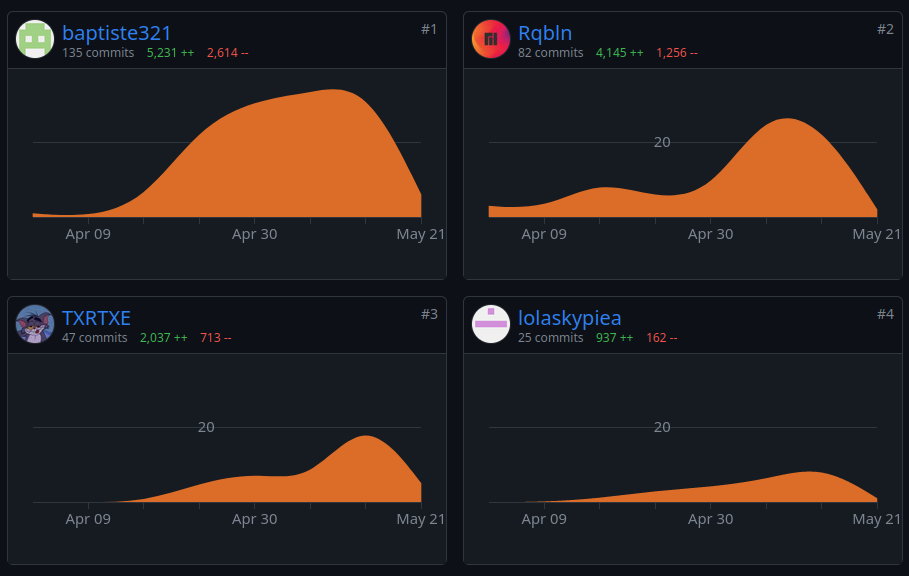 baptiste321
#1
135 commits 5,231 ++ 2,614 --
Apr 09 Apr 30 May 21
Rqbln
#2
82 commits 4,145 ++ 1,256 --
20
Apr 09 Apr 30 May 21
TXRTXE
#3
47 commits 2,037 ++ 713 --
20
Apr 09 Apr 30 May 21
lolaskypiea
#4
25 commits 937 ++ 162 --
20
Apr 09 Apr 30 May 21